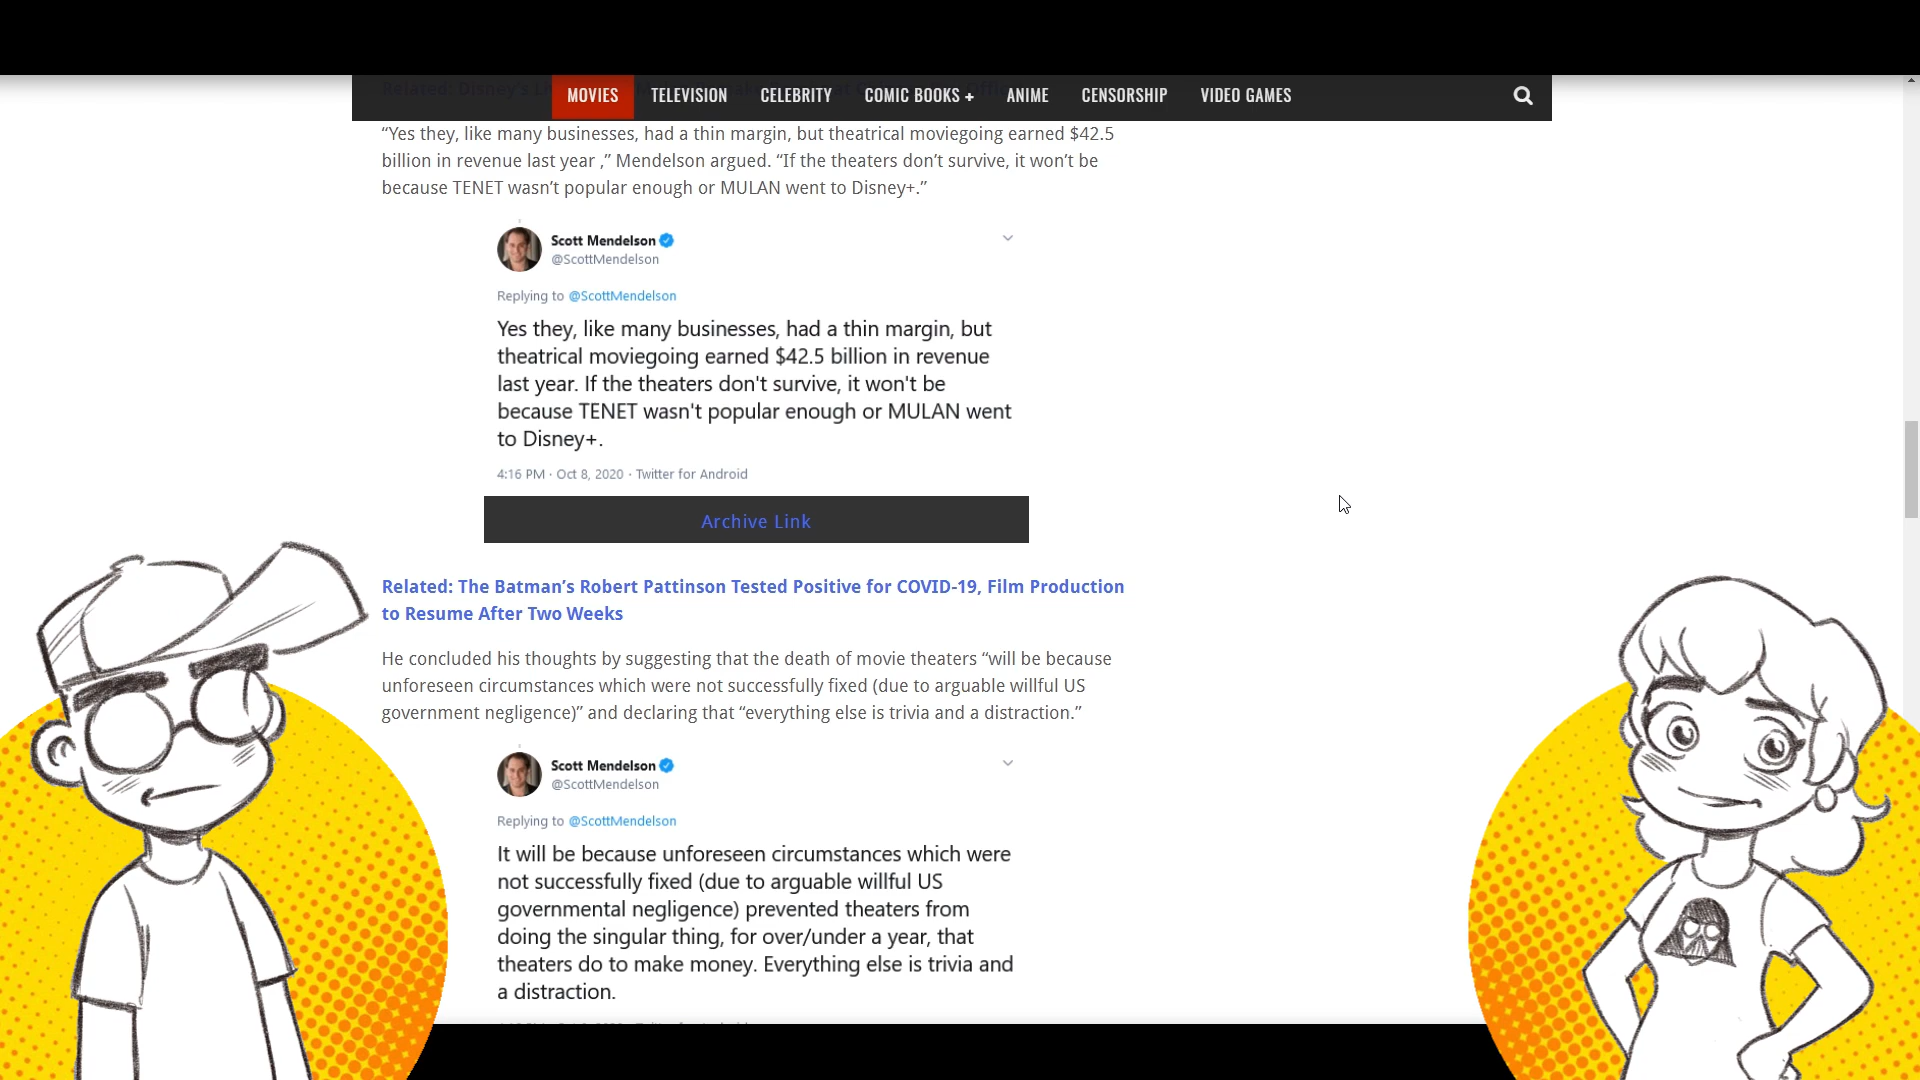 MOVIES TELEVISION CELEBRITY COMIC BOOKS + ANIME CENSORSHIP VIDEO GAMES
“Yes they, like many businesses, had a thin margin, but theatrical moviegoing earned $42.5
billion in revenue last year ,” Mendelson argued. “If the theaters don’t survive, it won’t be
because TENET wasn’t popular enough or MULAN went to Disney+.”
Scott Mendelson
@ScottMendelson
Replying to @ScottMendelson
Yes they, like many businesses, had a thin margin, but
theatrical moviegoing earned $42.5 billion in revenue
last year. If the theaters don't survive, it won't be
because TENET wasn't popular enough or MULAN went
to Disney+.
4:16 PM · Oct 8, 2020 · Twitter for Android
Archive Link
Related: The Batman’s Robert Pattinson Tested Positive for COVID-19, Film Production
to Resume After Two Weeks
He concluded his thoughts by suggesting that the death of movie theaters “will be because
unforeseen circumstances which were not successfully fixed (due to arguable willful US
government negligence)” and declaring that “everything else is trivia and a distraction.”
Scott Mendelson
@ScottMendelson
Replying to @ScottMendelson
It will be because unforeseen circumstances which were
not successfully fixed (due to arguable willful US
governmental negligence) prevented theaters from
doing the singular thing, for over/under a year, that
theaters do to make money. Everything else is trivia and
a distraction.